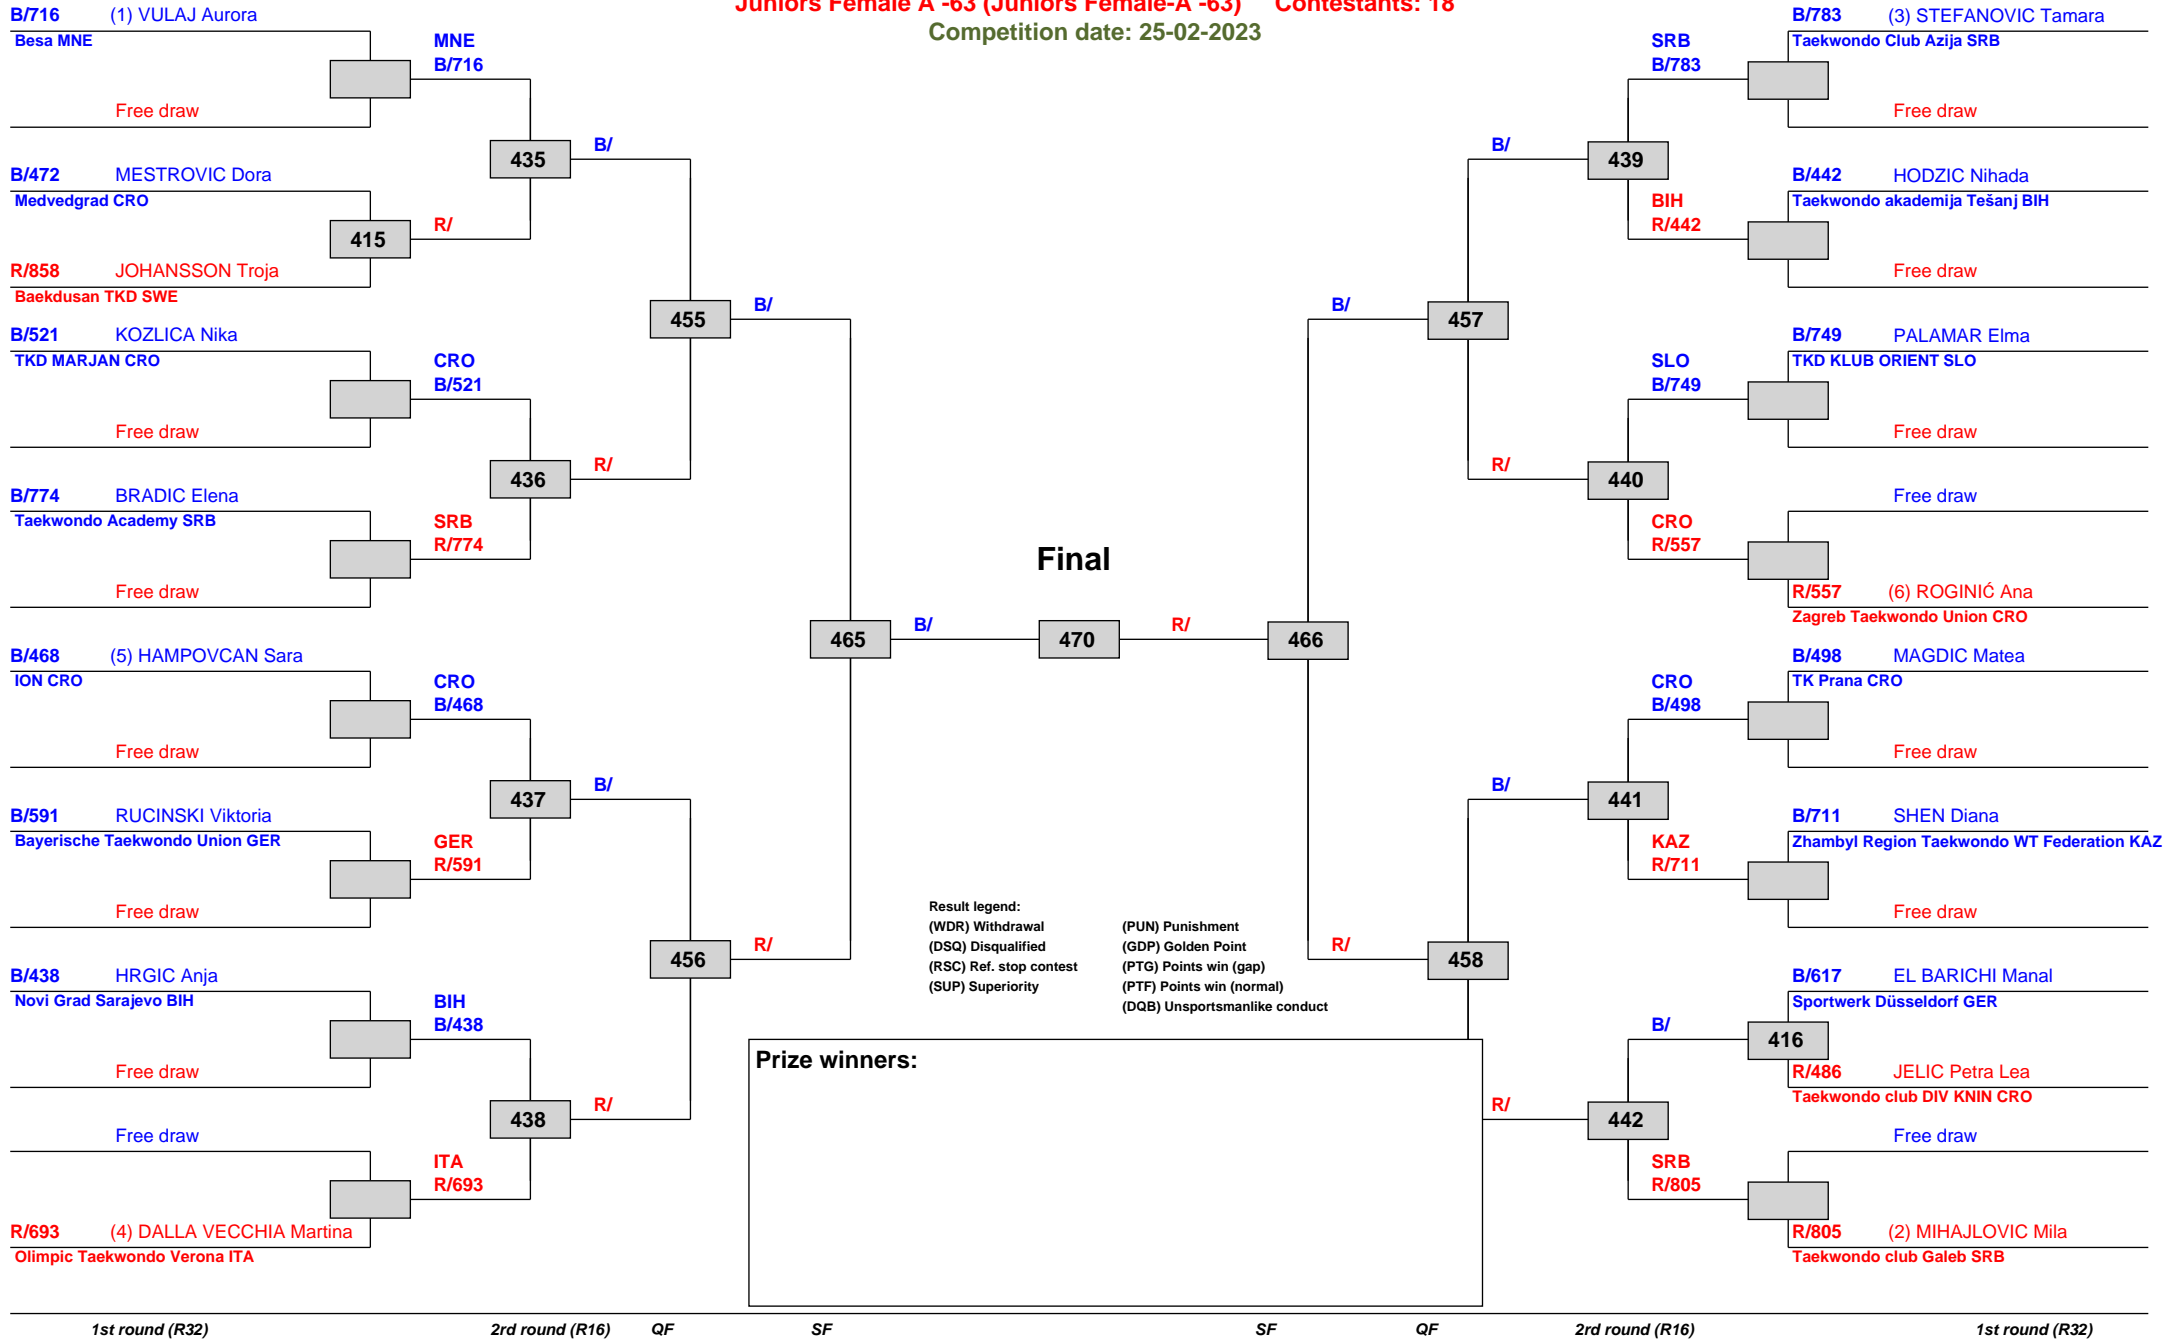 Juniors Female A -63 (Juniors Female-A -63) Contestants: 18
Competition date: 25-02-2023
B/716 (1) VULAJ Aurora
Besa MNE
Free draw
MNE
B/716
B/472 MESTROVIC Dora
Medvedgrad CRO
415
R/858 JOHANSSON Troja
Baekdusan TKD SWE
R/
435
B/
B/521 KOZLICA Nika
TKD MARJAN CRO
Free draw
CRO
B/521
B/774 BRADIC Elena
Taekwondo Academy SRB
Free draw
SRB
R/774
436
R/
455
B/
B/468 (5) HAMPOVCAN Sara
ION CRO
Free draw
CRO
B/468
B/591 RUCINSKI Viktoria
Bayerische Taekwondo Union GER
Free draw
GER
R/591
437
B/
B/438 HRGIC Anja
Novi Grad Sarajevo BIH
Free draw
BIH
B/438
Free draw
R/693 (4) DALLA VECCHIA Martina
Olimpic Taekwondo Verona ITA
ITA
R/693
438
R/
456
R/
465
B/
Final
470
R/
466
B/
457
B/
439
SRB
B/783
B/783 (3) STEFANOVIC Tamara
Taekwondo Club Azija SRB
Free draw
BIH
R/442
B/442 HODZIC Nihada
Taekwondo akademija Tešanj BIH
Free draw
R/
440
SLO
B/749
B/749 PALAMAR Elma
TKD KLUB ORIENT SLO
Free draw
CRO
R/557
Free draw
R/557 (6) ROGINIĆ Ana
Zagreb Taekwondo Union CRO
R/
458
B/
441
CRO
B/498
B/498 MAGDIC Matea
TK Prana CRO
Free draw
KAZ
R/711
B/711 SHEN Diana
Zhambyl Region Taekwondo WT Federation KAZ
Free draw
R/
442
B/
B/617 EL BARICHI Manal
Sportwerk Düsseldorf GER
416
R/486 JELIC Petra Lea
Taekwondo club DIV KNIN CRO
SRB
R/805
Free draw
R/805 (2) MIHAJLOVIC Mila
Taekwondo club Galeb SRB
Result legend:
(WDR) Withdrawal
(DSQ) Disqualified
(RSC) Ref. stop contest
(SUP) Superiority
(PUN) Punishment
(GDP) Golden Point
(PTG) Points win (gap)
(PTF) Points win (normal)
(DQB) Unsportsmanlike conduct
Prize winners:
1st round (R32) 2rd round (R16) QF SF SF QF 2rd round (R16) 1st round (R32)